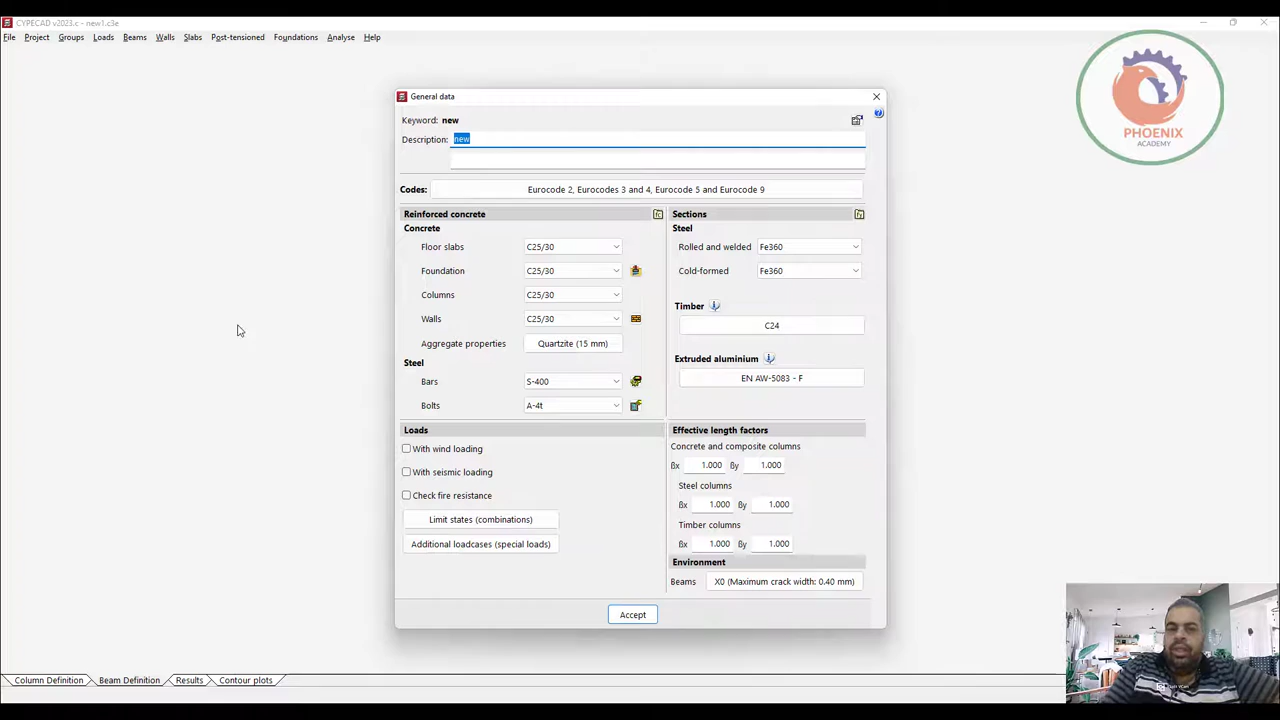 CYPECAD v2023.c - new1.c3e
File Project Groups Loads Beams Walls Slabs Post-tensioned Foundations Analyse Help
PHOENIX
ACADEMY
General data
Keyword: new
Description: new
Codes: Eurocode 2, Eurocodes 3 and 4, Eurocode 5 and Eurocode 9
Reinforced concrete
Concrete
Floor slabs C25/30
Foundation C25/30
Columns C25/30
Walls C25/30
Aggregate properties Quartzite (15 mm)
Steel
Bars S-400
Bolts A-4t
Sections
Steel
Rolled and welded Fe360
Cold-formed Fe360
Timber
C24
Extruded aluminium
EN AW-5083 - F
Loads
With wind loading
With seismic loading
Check fire resistance
Limit states (combinations)
Additional loadcases (special loads)
Effective length factors
Concrete and composite columns
βx 1.000 βy 1.000
Steel columns
βx 1.000 βy 1.000
Timber columns
βx 1.000 βy 1.000
Environment
Beams X0 (Maximum crack width: 0.40 mm)
Accept
Column Definition Beam Definition Results Contour plots